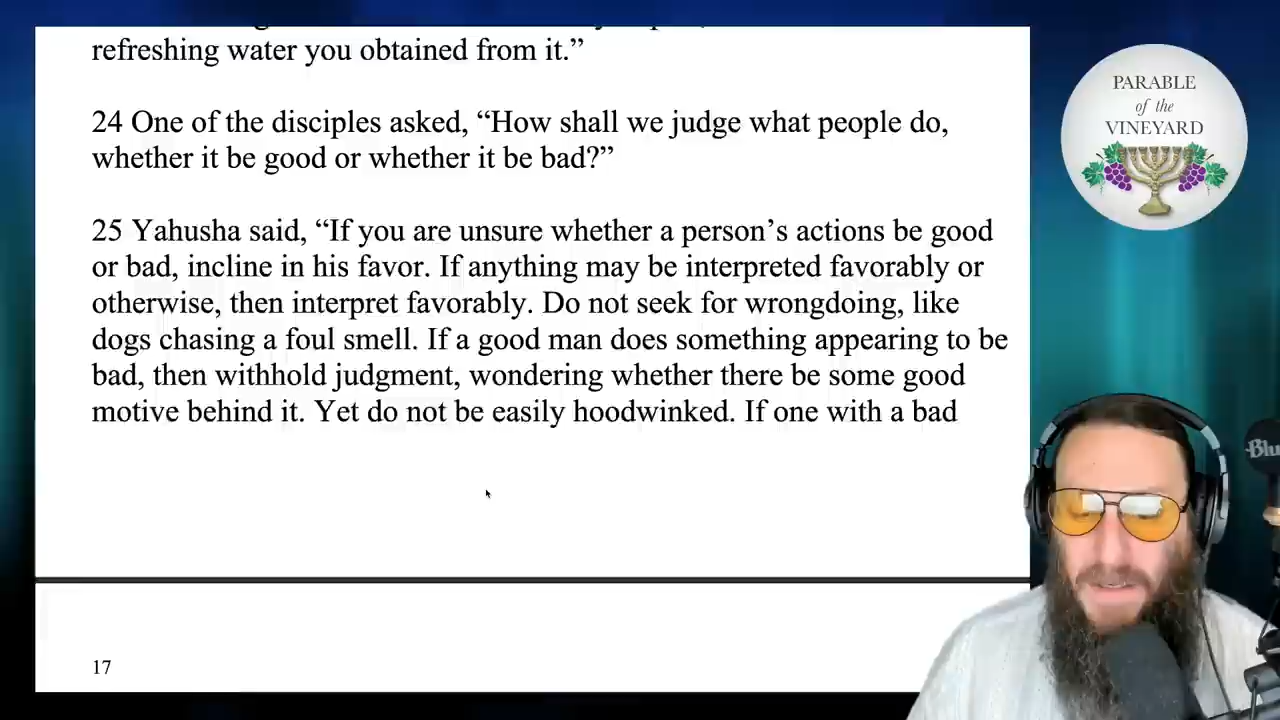 refreshing water you obtained from it.”
24 One of the disciples asked, “How shall we judge what people do,
whether it be good or whether it be bad?”
25 Yahusha said, “If you are unsure whether a person’s actions be good
or bad, incline in his favor. If anything may be interpreted favorably or
otherwise, then interpret favorably. Do not seek for wrongdoing, like
dogs chasing a foul smell. If a good man does something appearing to be
bad, then withhold judgment, wondering whether there be some good
motive behind it. Yet do not be easily hoodwinked. If one with a bad
17
PARABLE
of the
VINEYARD
Blu